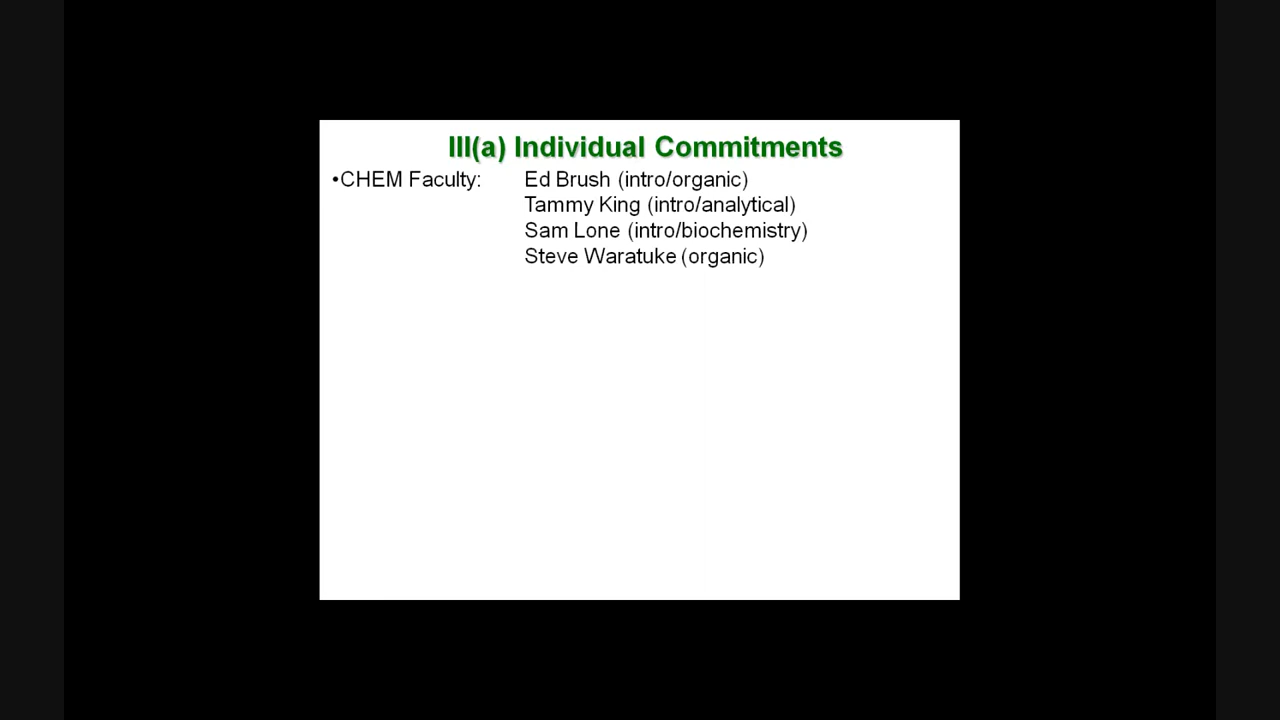 III(a) Individual Commitments
•CHEM Faculty: Ed Brush (intro/organic)
Tammy King (intro/analytical)
Sam Lone (intro/biochemistry)
Steve Waratuke (organic)